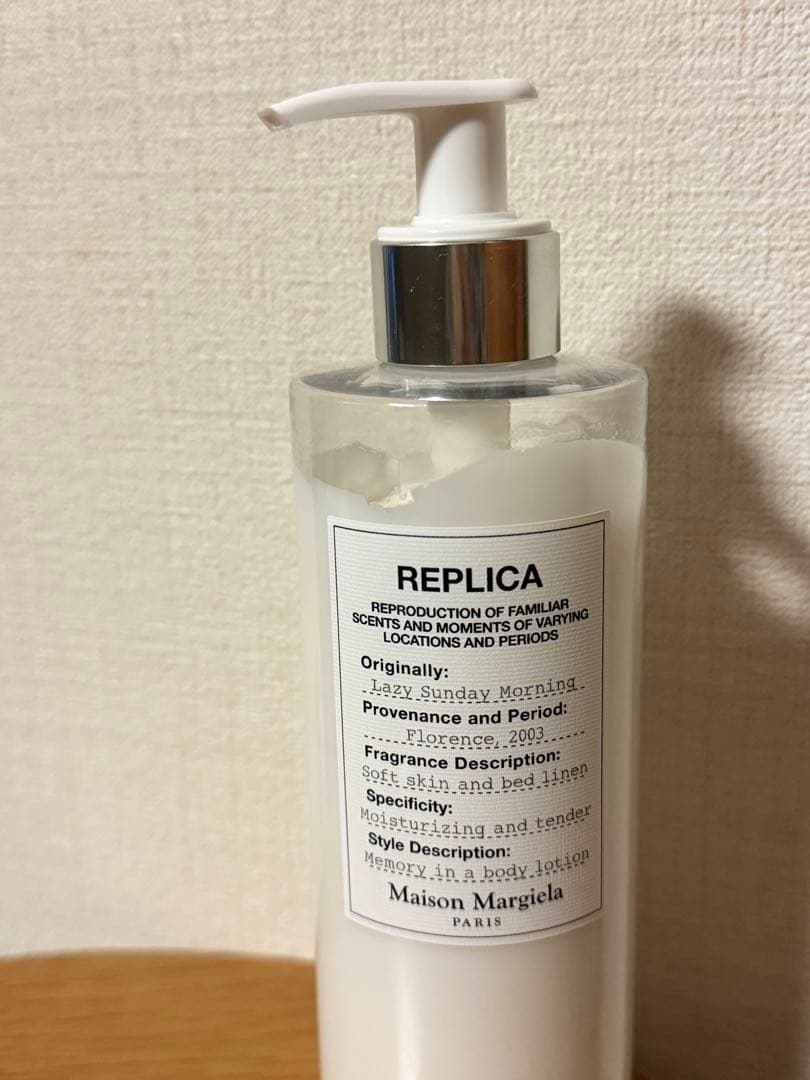 REPLICA
REPRODUCTION OF FAMILIAR
SCENTS AND MOMENTS OF VARYING
LOCATIONS AND PERIODS
Originally:
Lazy Sunday Morning
Provenance and Period:
Florence, 2003
Fragrance Description:
Soft skin and bed linen
Specificity:
Moisturizing and tender
Style Description:
Memory in a body lotion
Maison Margiela
PARIS